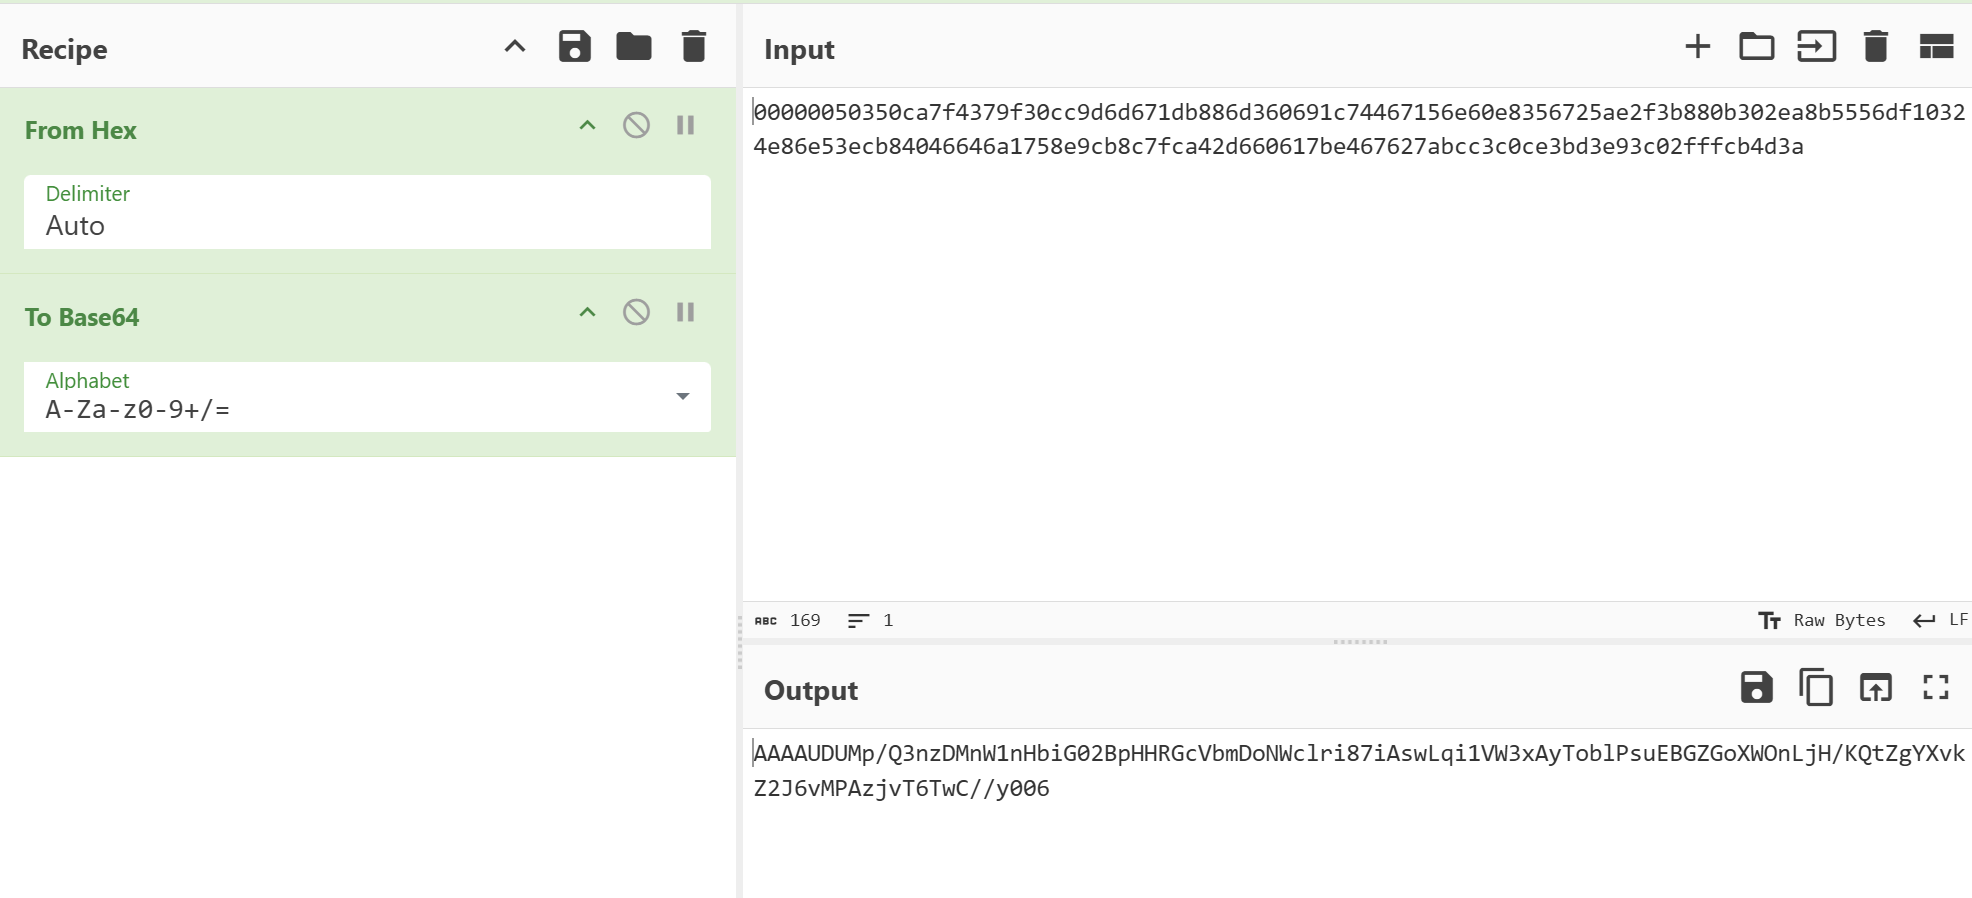 Recipe
From Hex
Delimiter
Auto
To Base64
Alphabet
A-Za-z0-9+/=
Input
00000050350ca7f4379f30cc9d6d671db886d360691c74467156e60e8356725ae2f3b880b302ea8b5556df1032
4e86e53ecb84046646a1758e9cb8c7fca42d660617be467627abcc3c0ce3bd3e93c02fffcb4d3a
ABC 169 1 Raw Bytes LF
Output
AAAAUDUMp/Q3nzDMnW1nHbiG02BpHHRGcVbmDoNWclri87iAswLqi1VW3xAyToblPsuEBGZGoXWOnLjH/KQtZgYXvk
Z2J6vMPAzjvT6TwC//y006